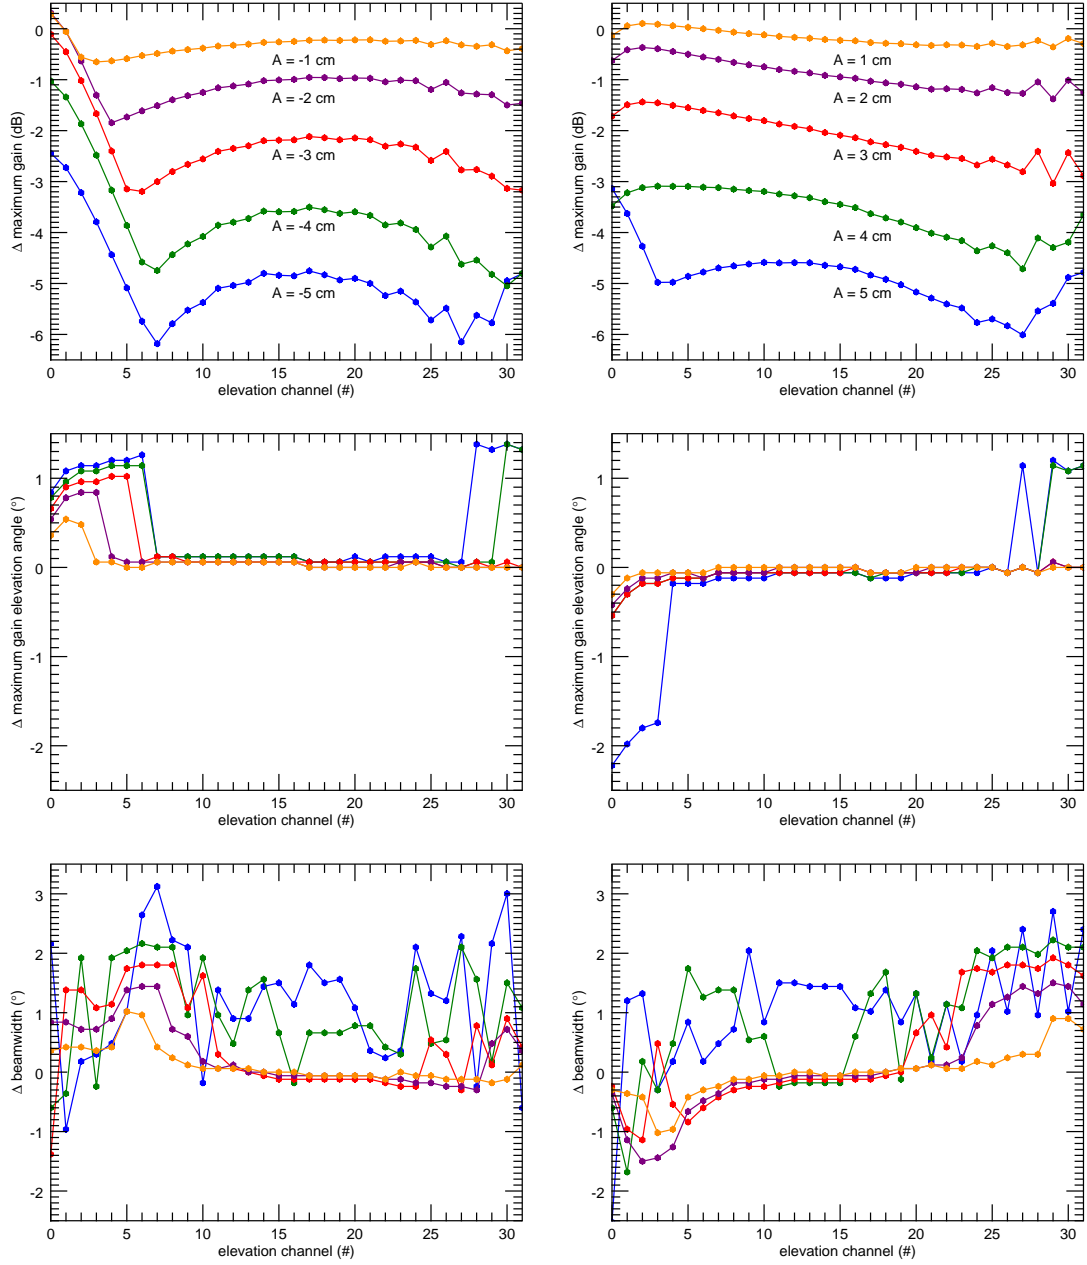 0
-1
-2
-3
-4
-5
-6
Δ maximum gain (dB)
A = -1 cm
A = -2 cm
A = -3 cm
A = -4 cm
A = -5 cm
0 5 10 15 20 25 30
elevation channel (#)
0
-1
-2
-3
-4
-5
-6
Δ maximum gain (dB)
A = 1 cm
A = 2 cm
A = 3 cm
A = 4 cm
A = 5 cm
0 5 10 15 20 25 30
elevation channel (#)
1
0
-1
-2
Δ maximum gain elevation angle (°)
0 5 10 15 20 25 30
elevation channel (#)
1
0
-1
-2
Δ maximum gain elevation angle (°)
0 5 10 15 20 25 30
elevation channel (#)
3
2
1
0
-1
-2
Δ beamwidth (°)
0 5 10 15 20 25 30
elevation channel (#)
3
2
1
0
-1
-2
Δ beamwidth (°)
0 5 10 15 20 25 30
elevation channel (#)